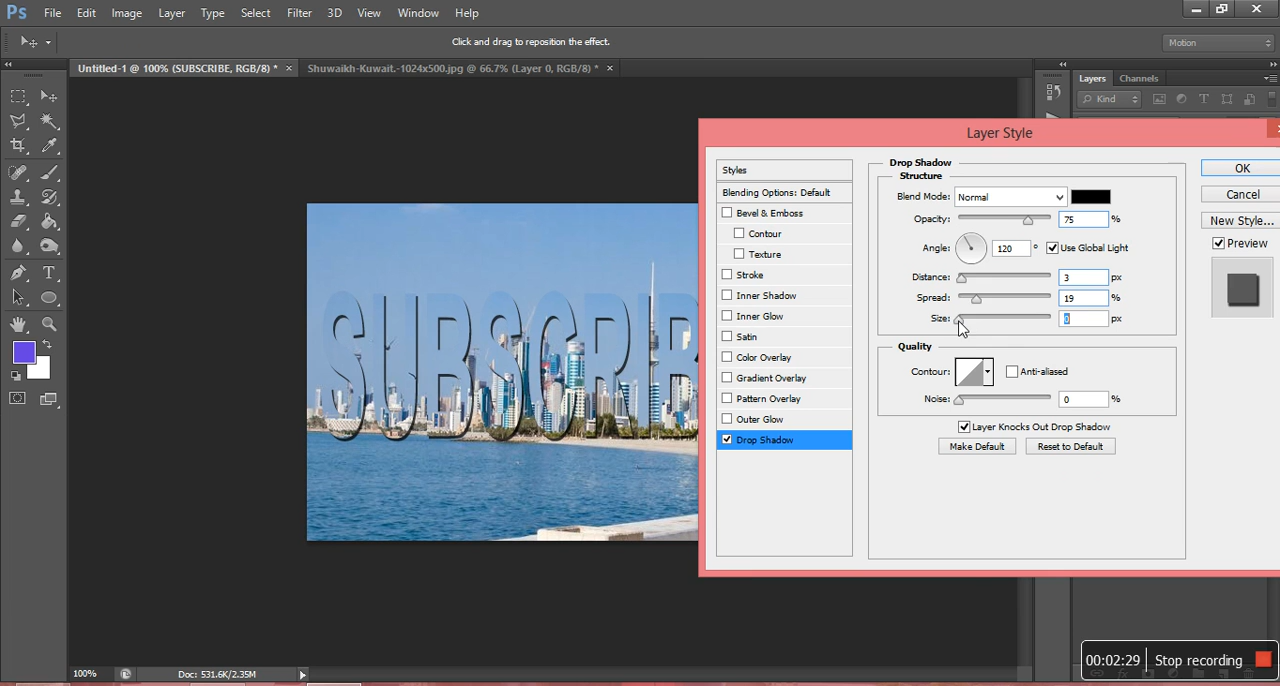 Ps File Edit Image Layer Type Select Filter 3D View Window Help
Click and drag to reposition the effect.
Motion
Untitled-1 @ 100% (SUBSCRIBE, RGB/8) * × Shuwaikh-Kuwait.-1024x500.jpg @ 66.7% (Layer 0, RGB/8) * ×
Layers Channels
Kind
T
Layer Style
Styles
Blending Options: Default
Bevel & Emboss
Contour
Texture
Stroke
Inner Shadow
Inner Glow
Satin
Color Overlay
Gradient Overlay
Pattern Overlay
Outer Glow
Drop Shadow
Drop Shadow
Structure
Blend Mode: Normal
Opacity: 75 %
Angle: 120 ° Use Global Light
Distance: 3 px
Spread: 19 %
Size: 0 px
Quality
Contour: Anti-aliased
Noise: 0 %
Layer Knocks Out Drop Shadow
Make Default Reset to Default
OK
Cancel
New Style...
Preview
SUBSCRIB
T
100% Doc: 531.6K/2.35M
00:02:29 Stop recording